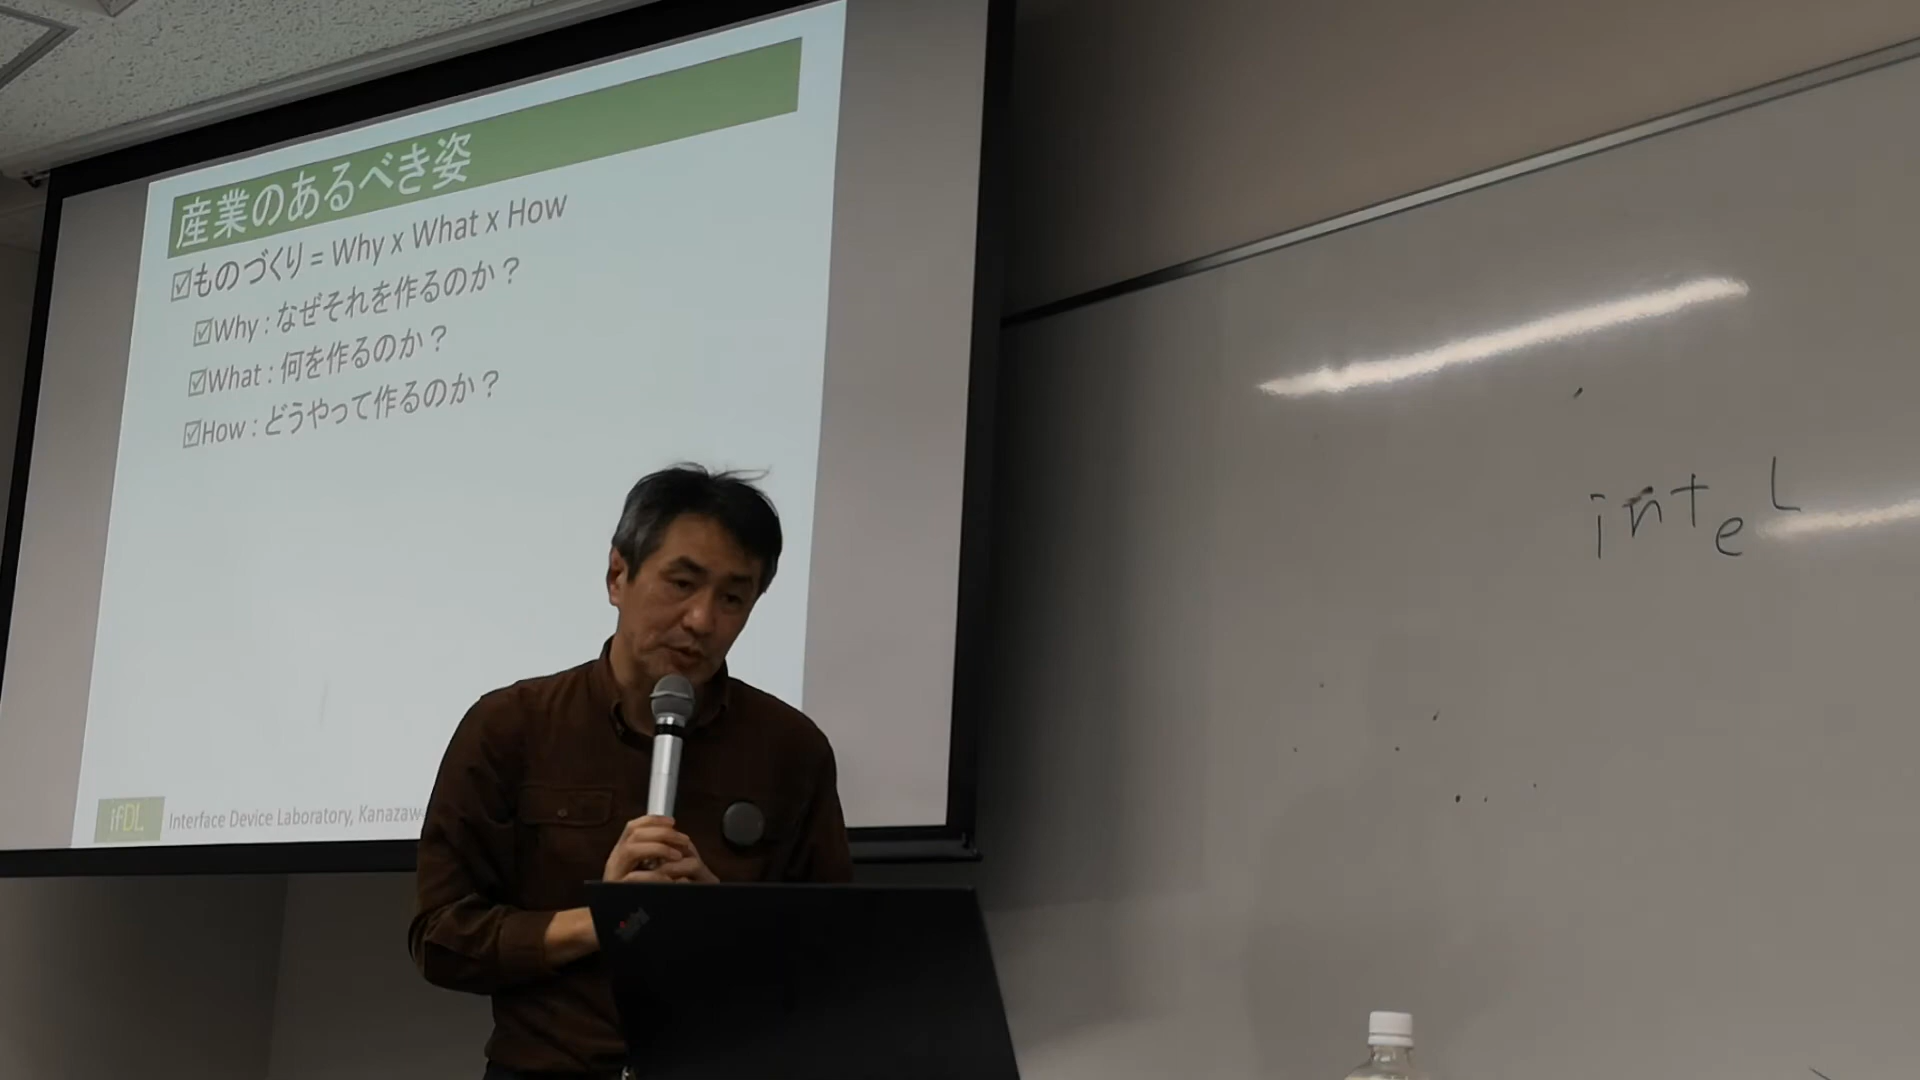 産業のあるべき姿
☑ものづくり = Why x What x How
☑Why : なぜそれを作るのか？
☑What : 何を作るのか？
☑How : どうやって作るのか？
ifDL Interface Device Laboratory, Kanazaw
inteL